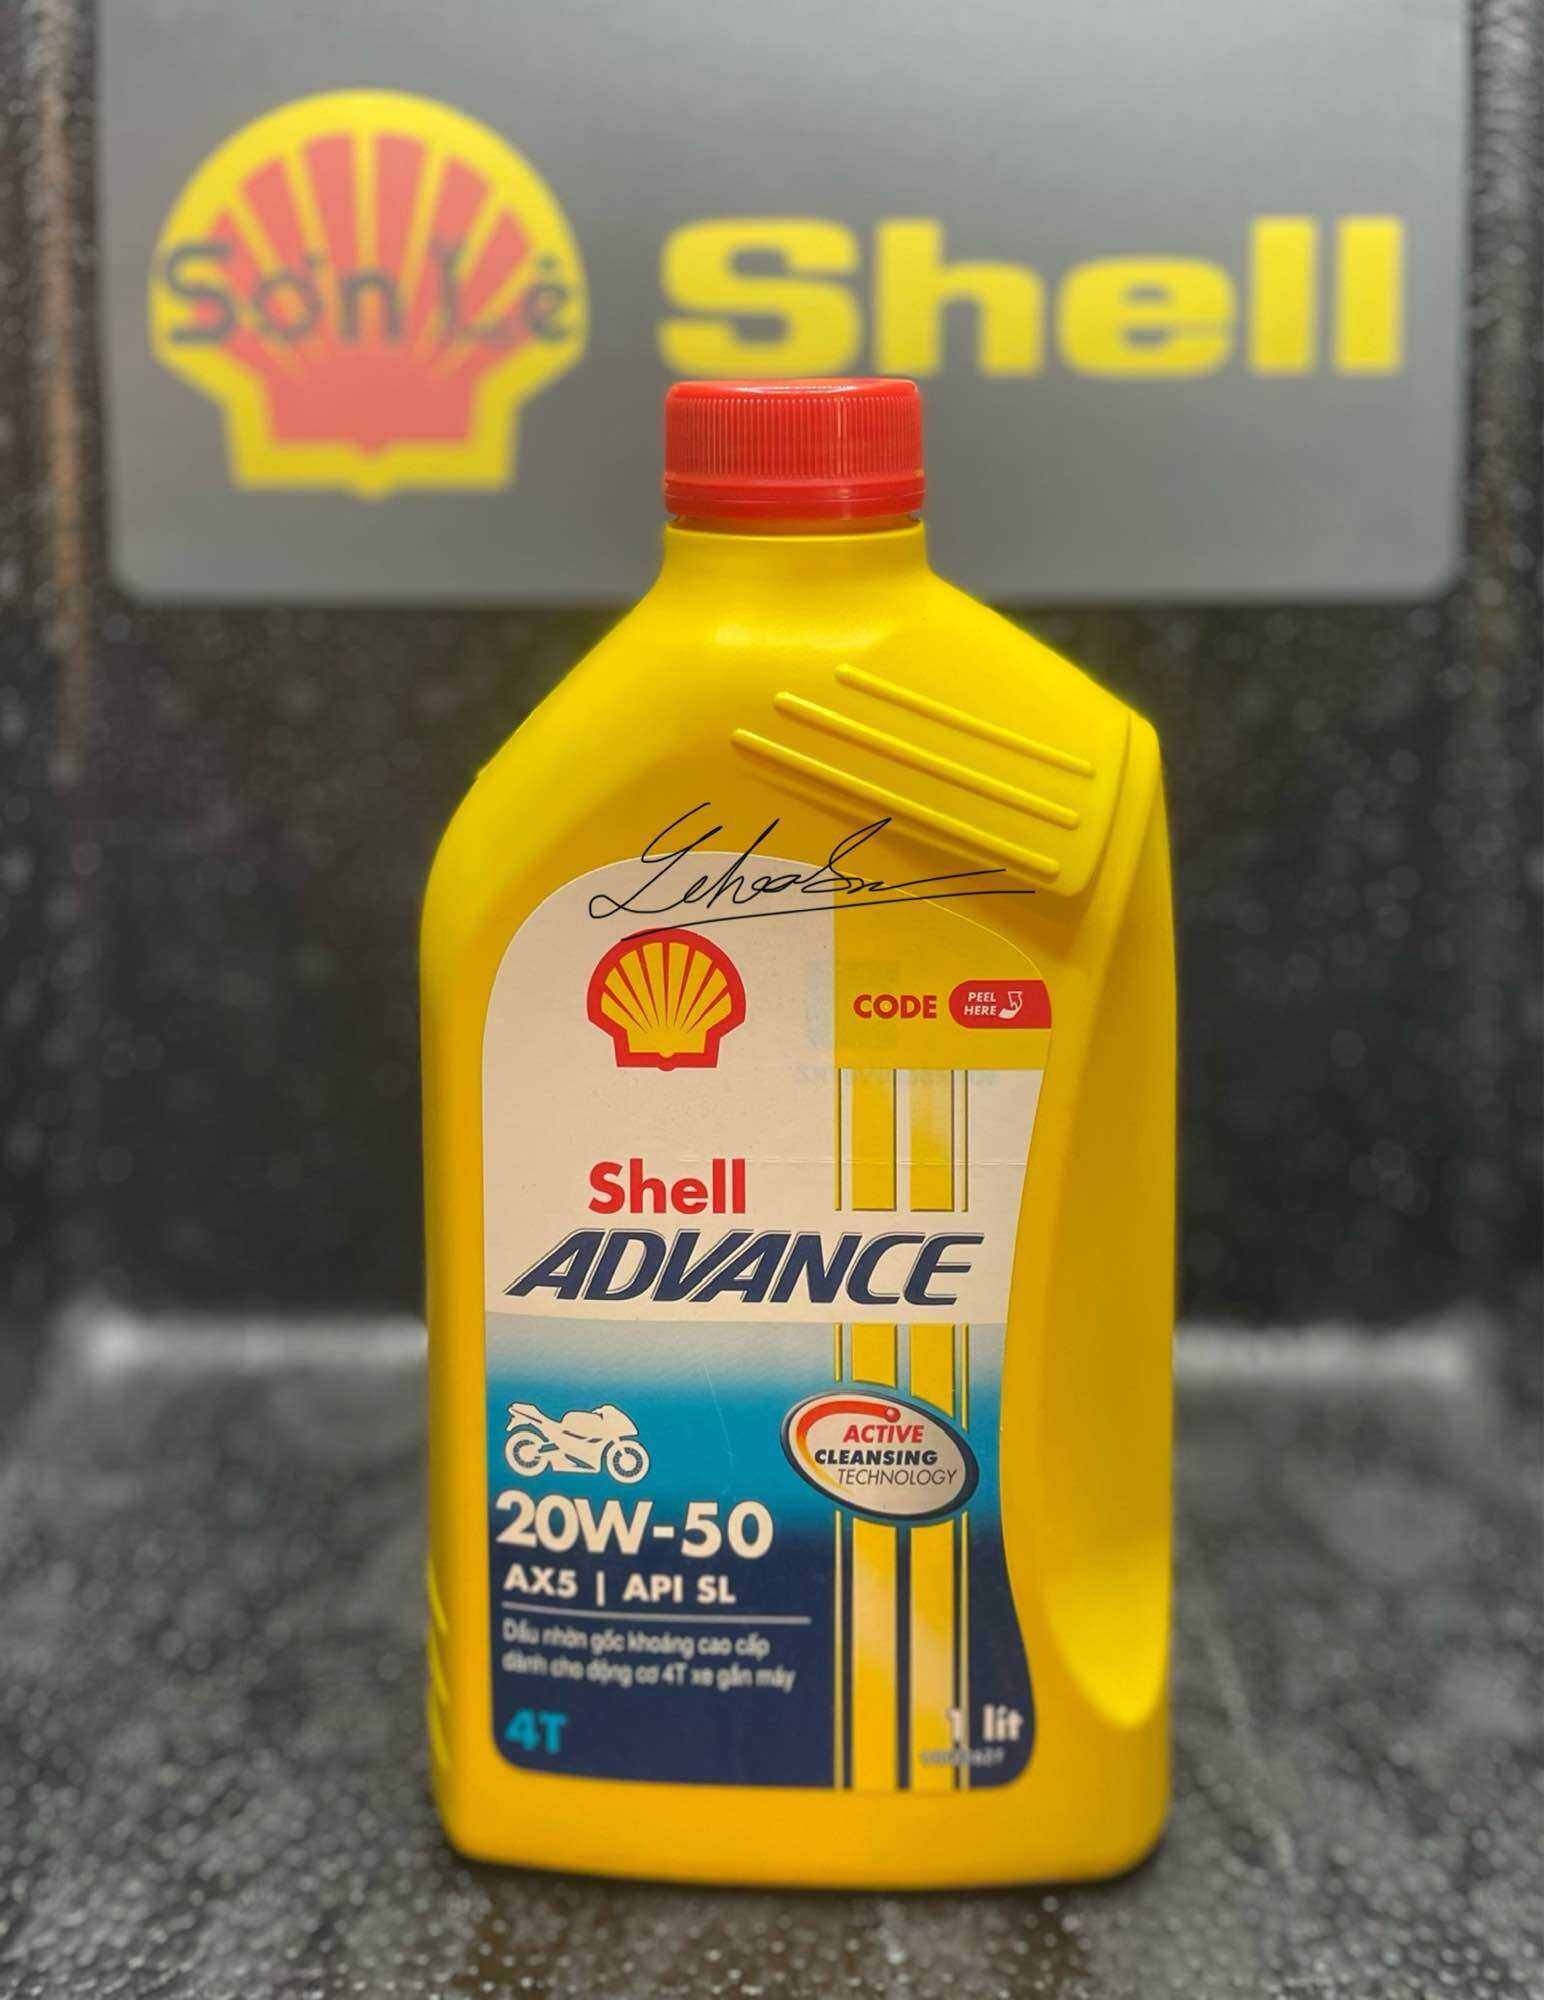 Sơn Lê
Shell
CODE
PEEL
HERE
Shell
ADVANCE
ACTIVE
CLEANSING
TECHNOLOGY
20W-50
AX5 | API SL
Dầu nhờn gốc khoáng cao cấp
dành cho động cơ 4T xe gắn máy
4T
1 lít